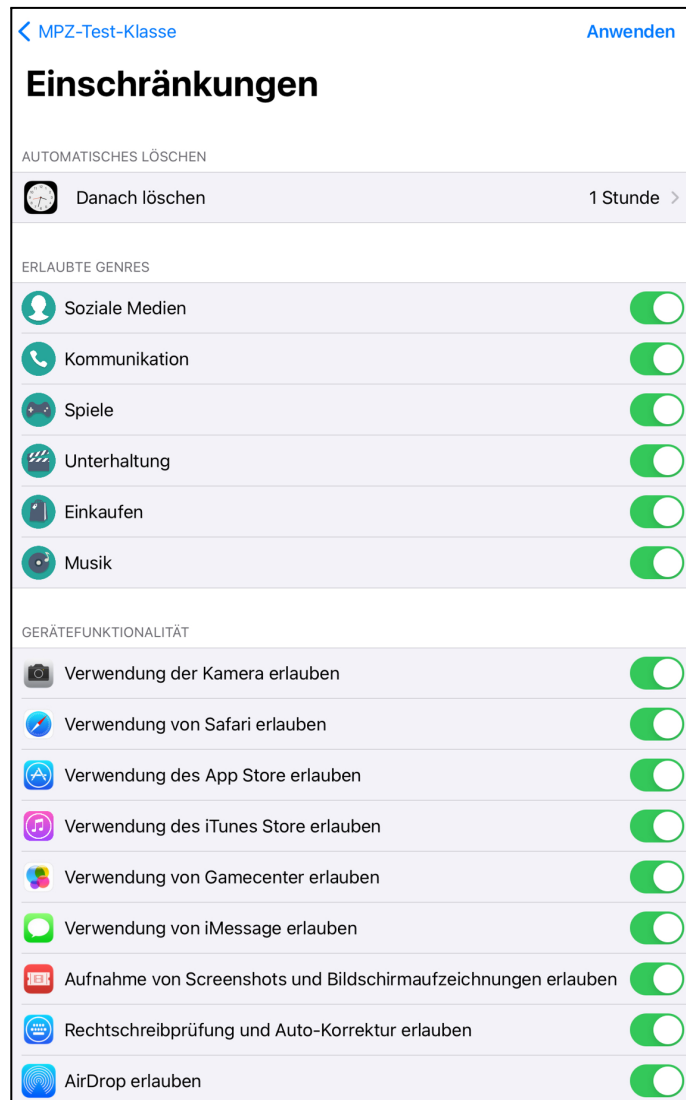 MPZ-Test-Klasse Anwenden
Einschränkungen
AUTOMATISCHES LÖSCHEN
Danach löschen 1 Stunde
ERLAUBTE GENRES
Soziale Medien
Kommunikation
Spiele
Unterhaltung
Einkaufen
Musik
GERÄTEFUNKTIONALITÄT
Verwendung der Kamera erlauben
Verwendung von Safari erlauben
Verwendung des App Store erlauben
Verwendung des iTunes Store erlauben
Verwendung von Gamecenter erlauben
Verwendung von iMessage erlauben
Aufnahme von Screenshots und Bildschirmaufzeichnungen erlauben
Rechtschreibprüfung und Auto-Korrektur erlauben
AirDrop erlauben